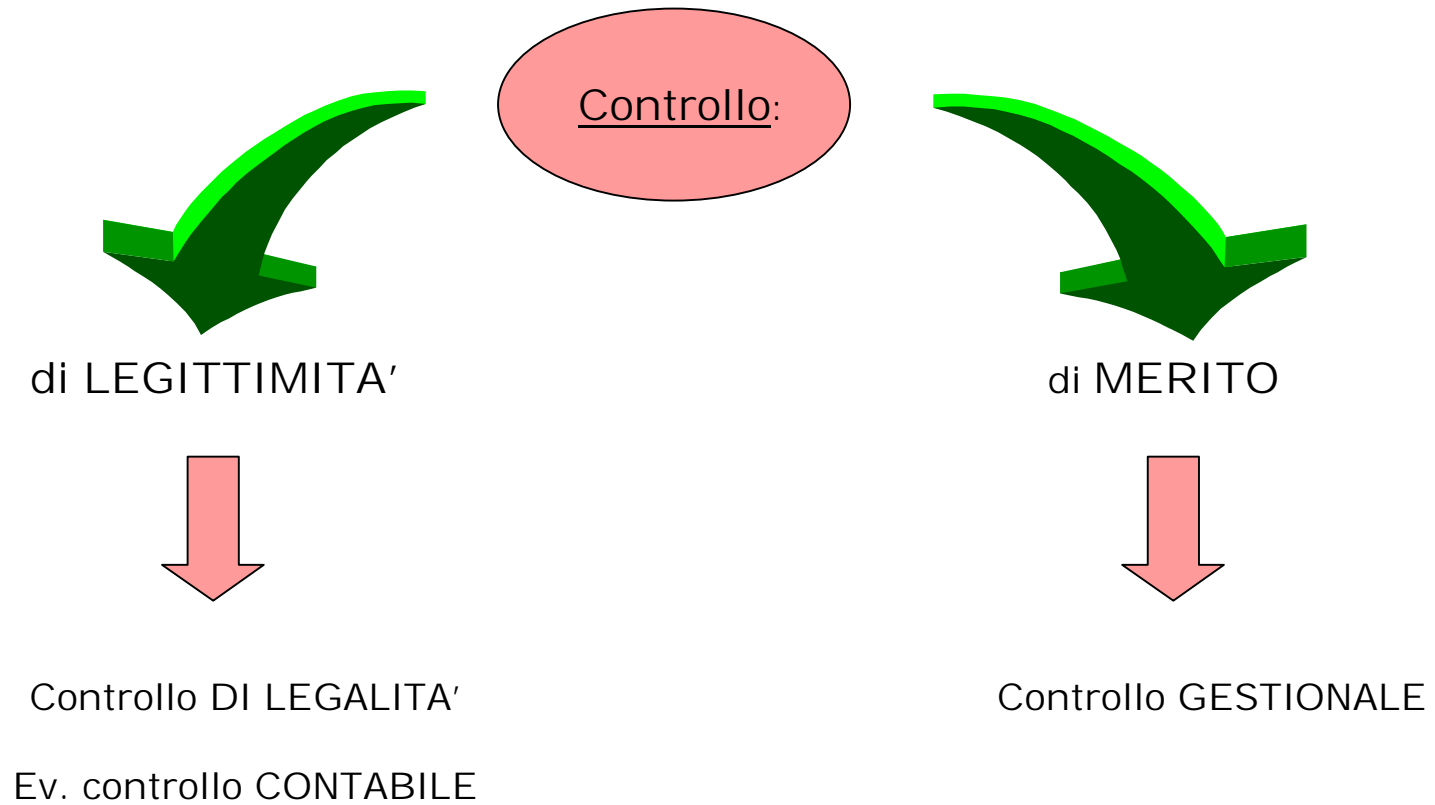 Controllo:
di LEGITTIMITA’
di MERITO
Controllo DI LEGALITA’
Controllo GESTIONALE
Ev. controllo CONTABILE